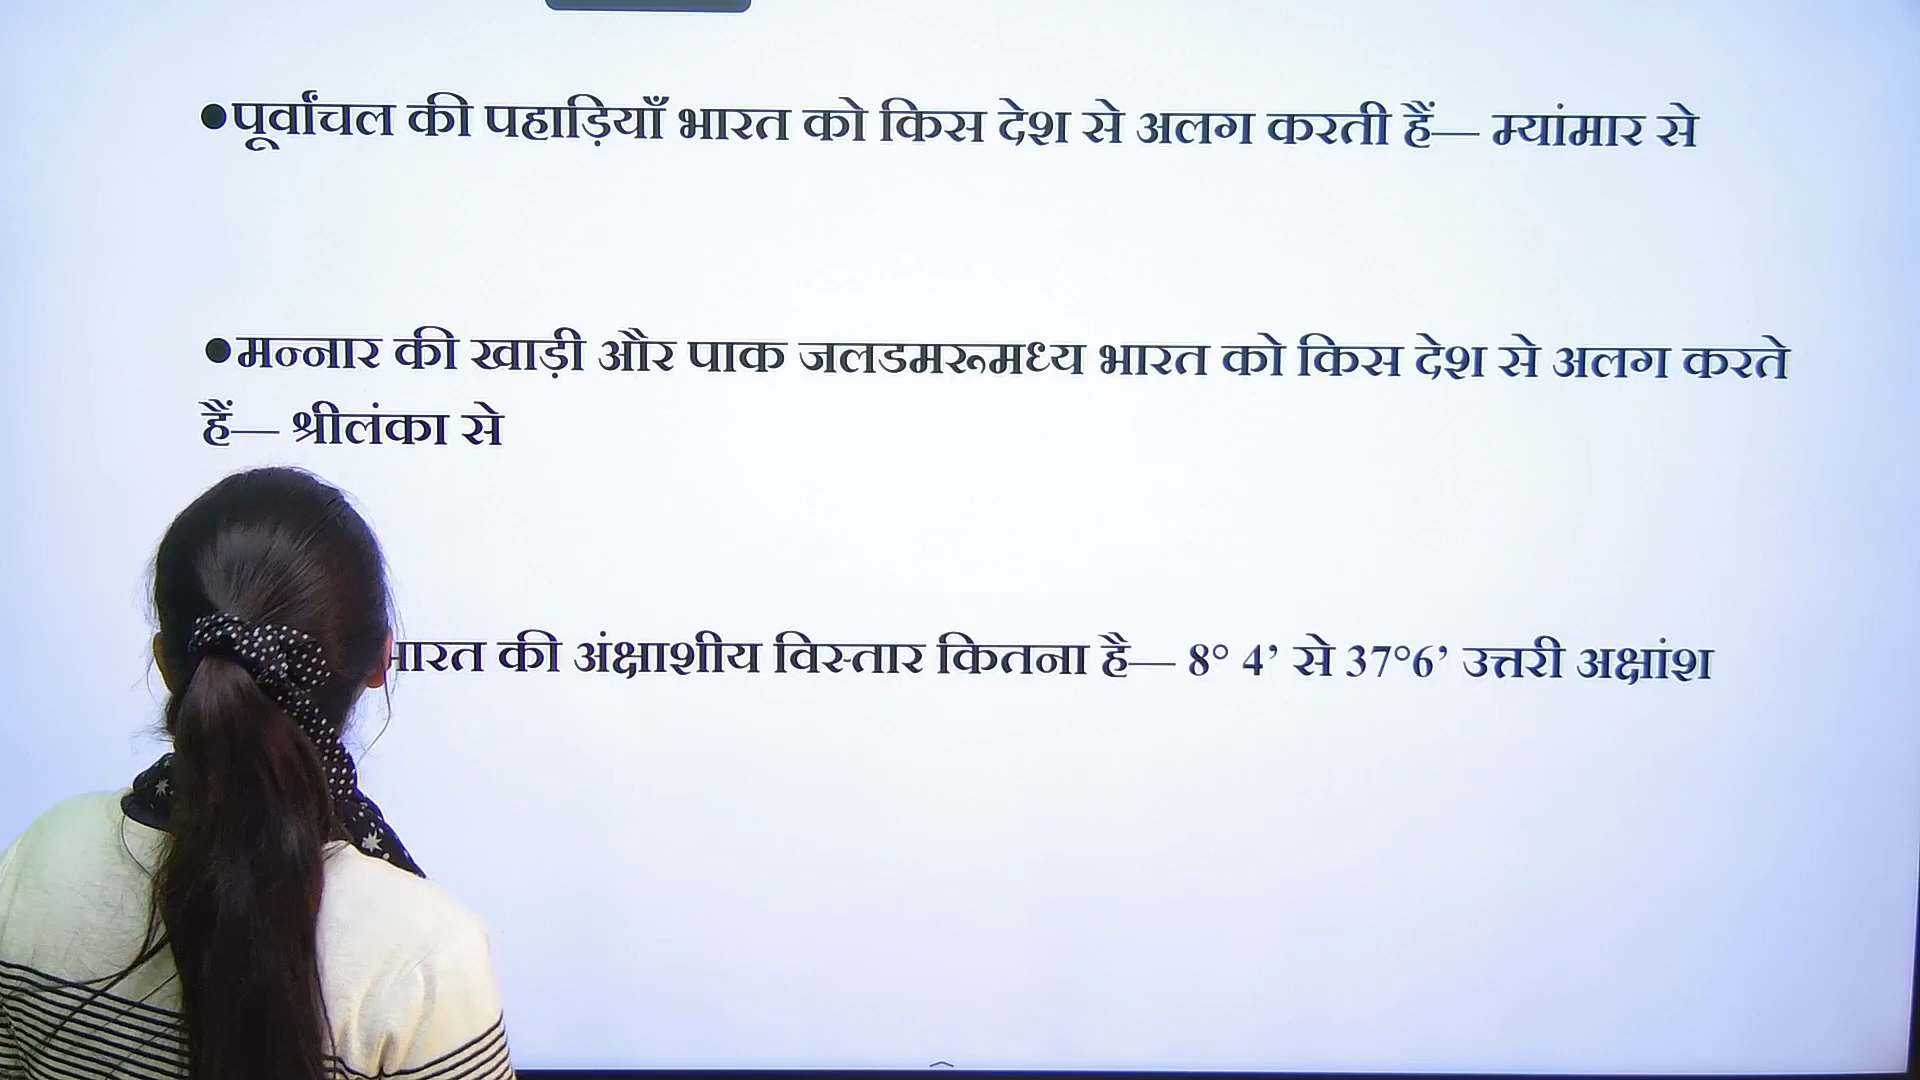 ●पूर्वांचल की पहाड़ियाँ भारत को किस देश से अलग करती हैं— म्यांमार से
●मन्नार की खाड़ी और पाक जलडमरूमध्य भारत को किस देश से अलग करते
हैं— श्रीलंका से
की अंक्षाशीय विस्तार कितना है— 8° 4’ से 37°6’ उत्तरी अक्षांश